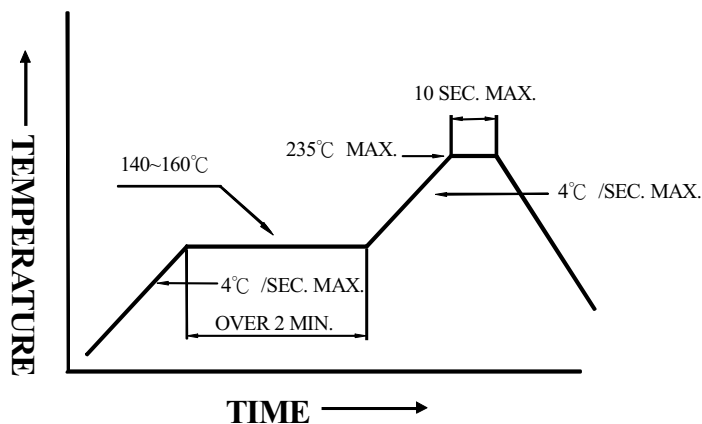 10 SEC. MAX.
235℃ MAX.
140~160℃
4℃ /SEC. MAX.
4℃ /SEC. MAX.
OVER 2 MIN.
TEMPERATURE
TIME